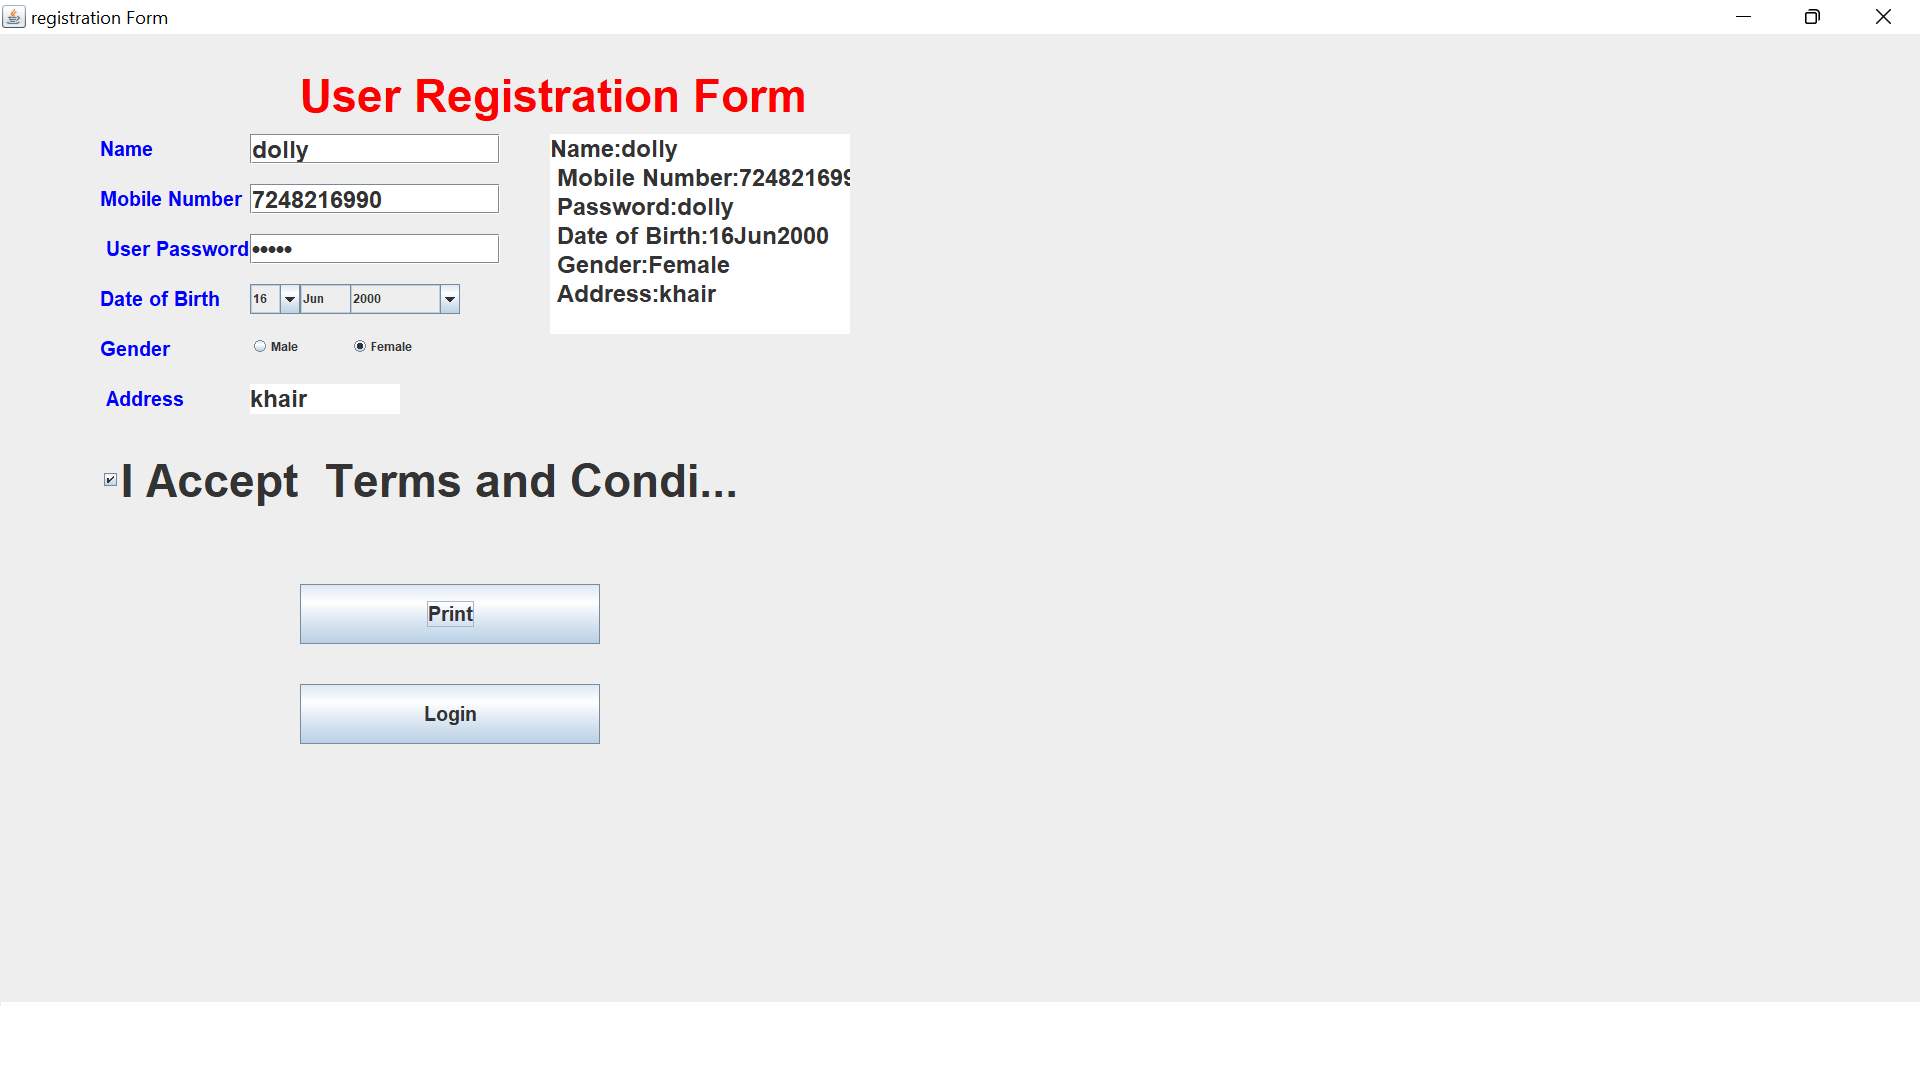 registration Form
User Registration Form
Name dolly
Mobile Number 7248216990
User Password •••••
Date of Birth 16 Jun 2000
Gender Male Female
Address khair
Name:dolly
Mobile Number:724821699
Password:dolly
Date of Birth:16Jun2000
Gender:Female
Address:khair
I Accept  Terms and Condi...
Print
Login